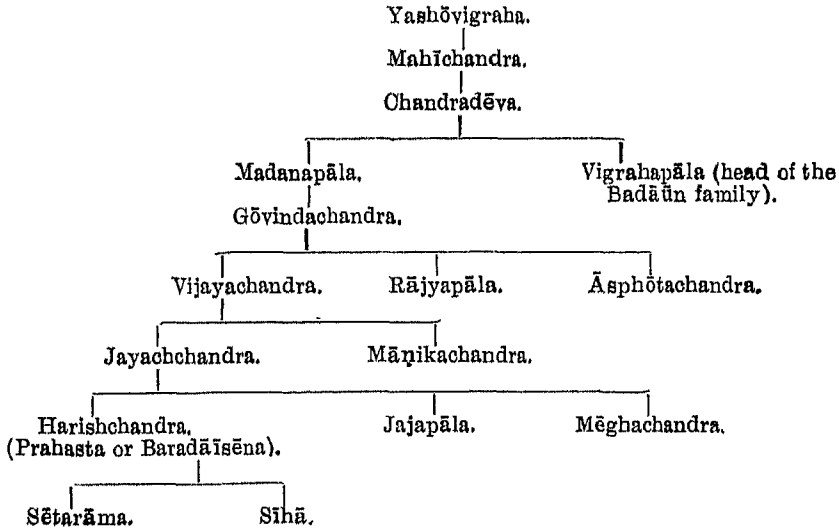 Yashōvigraha.
Mahīchandra.
Chandradēva.
Madanapāla. Vigrahapāla (head of the
Badāūn family).
Gōvindachandra.
Vijayachandra. Rājyapāla. Āsphōtachandra.
Jayachchandra. Māṇikachandra.
Harishchandra. Jajapāla. Mēghachandra.
(Prahasta or Baradāīsēna).
Sētarāma. Sīhā.